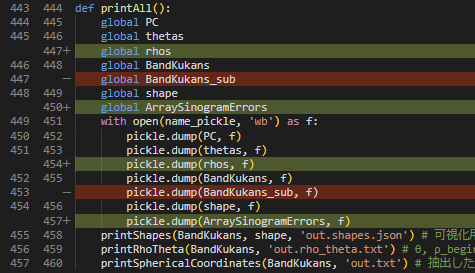 443 444 def printAll():
444 445 global PC
445 446 global thetas
447+ global rhos
446 448 global BandKukans
447 — global BandKukans_sub
448 449 global shape
450+ global ArraySinogramErrors
449 451 with open(name_pickle, 'wb') as f:
450 452 pickle.dump(PC, f)
451 453 pickle.dump(thetas, f)
454+ pickle.dump(rhos, f)
452 455 pickle.dump(BandKukans, f)
453 — pickle.dump(BandKukans_sub, f)
454 456 pickle.dump(shape, f)
457+ pickle.dump(ArraySinogramErrors, f)
455 458 printShapes(BandKukans, shape, 'out.shapes.json') # 可視化用
456 459 printRhoTheta(BandKukans, 'out.rho_theta.txt') # θ, ρ_begin
457 460 printSphericalCoordinates(BandKukans, 'out.txt') # 抽出した